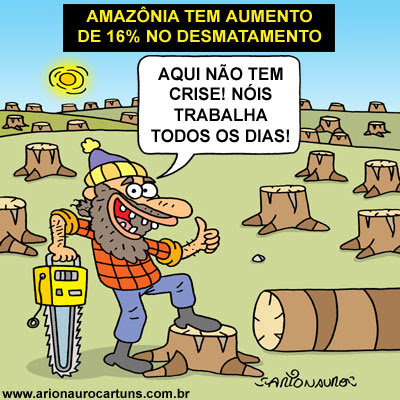 AMAZÔNIA TEM AUMENTO
DE 16% NO DESMATAMENTO
AQUI NÃO TEM
CRISE! NÓIS
TRABALHA
TODOS OS DIAS!
ARIONAURO
www.arionaurocartuns.com.br